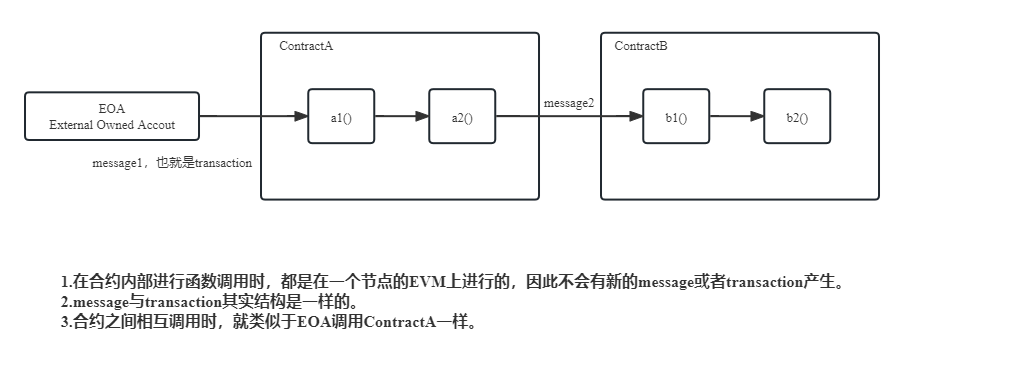 ContractA
ContractB
EOA
External Owned Accout
a1()
a2()
message2
b1()
b2()
message1，也就是transaction
1.在合约内部进行函数调用时，都是在一个节点的EVM上进行的，因此不会有新的message或者transaction产生。
2.message与transaction其实结构是一样的。
3.合约之间相互调用时，就类似于EOA调用ContractA一样。